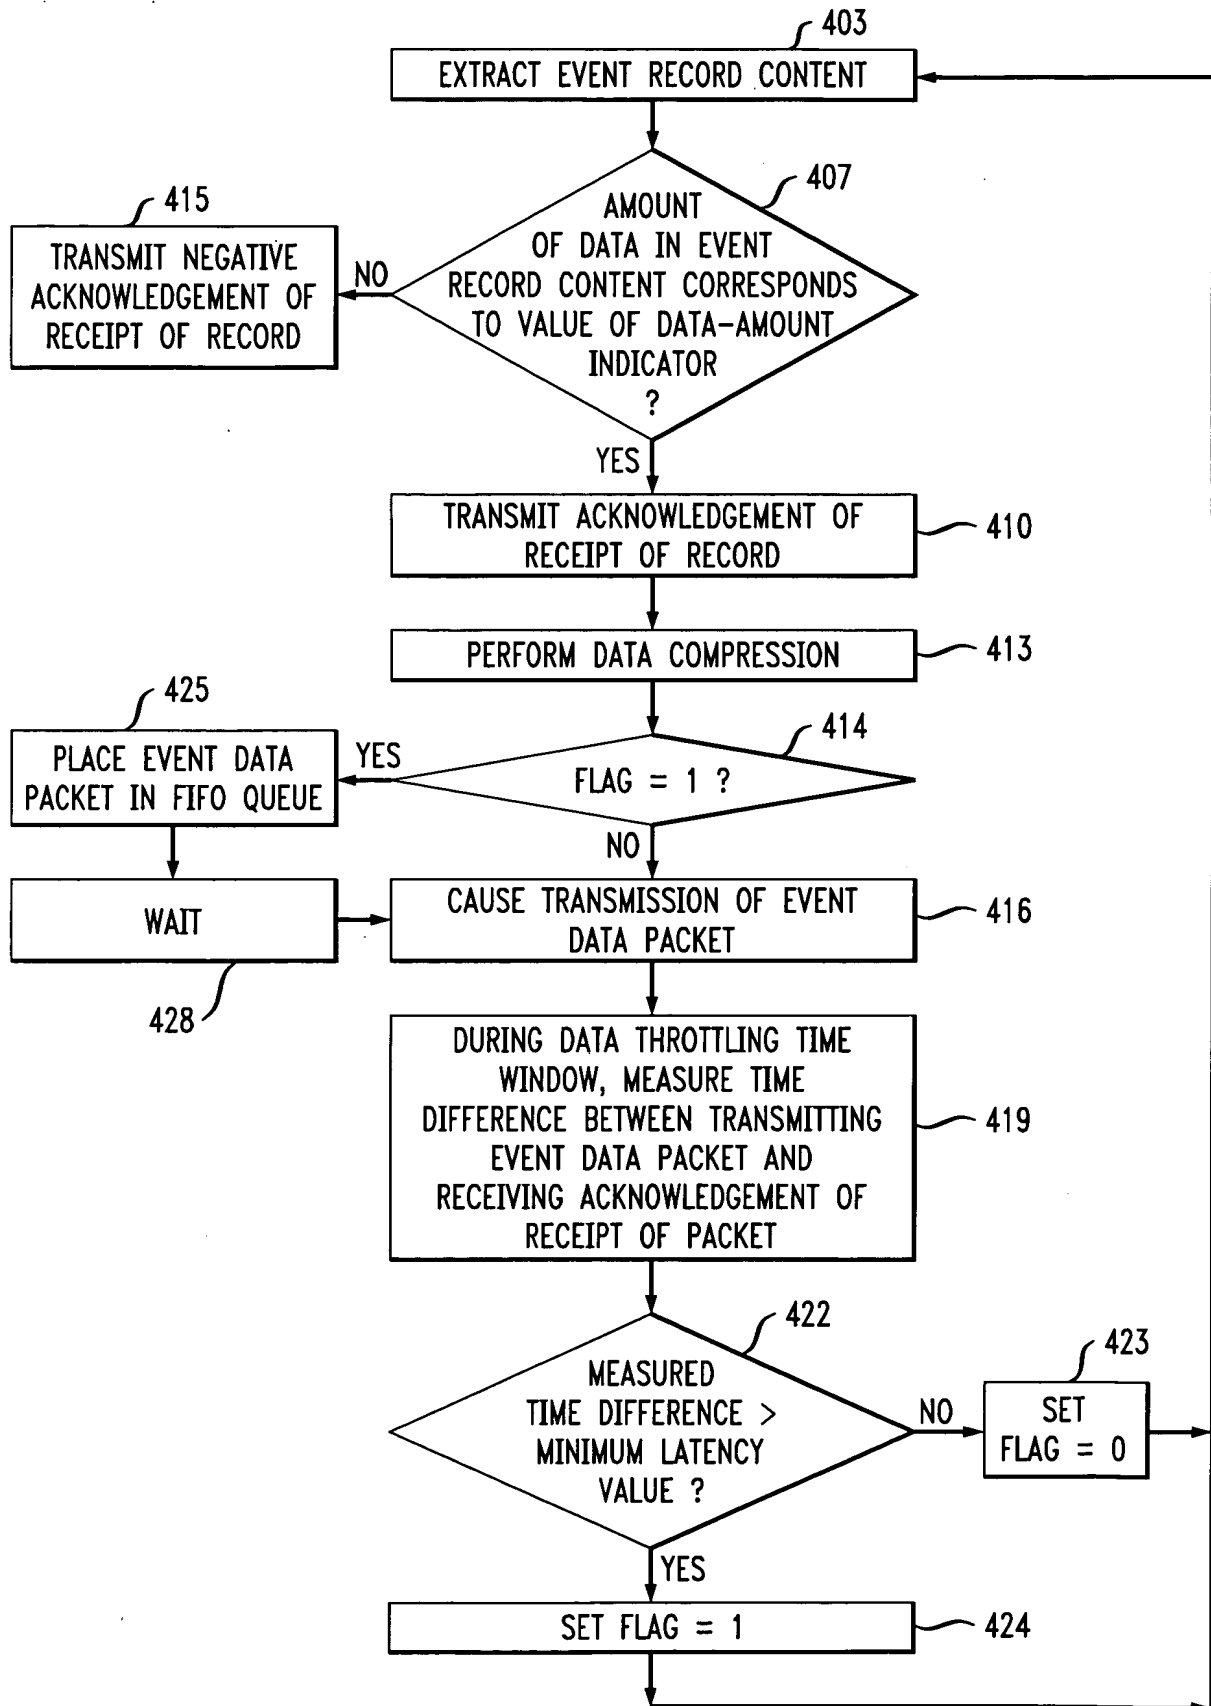 403
EXTRACT EVENT RECORD CONTENT
407
AMOUNT
OF DATA IN EVENT
RECORD CONTENT CORRESPONDS
TO VALUE OF DATA-AMOUNT
INDICATOR
?
415
TRANSMIT NEGATIVE
ACKNOWLEDGEMENT OF
RECEIPT OF RECORD
NO
YES
TRANSMIT ACKNOWLEDGEMENT OF
RECEIPT OF RECORD
410
PERFORM DATA COMPRESSION
413
414
FLAG = 1 ?
YES
425
PLACE EVENT DATA
PACKET IN FIFO QUEUE
NO
WAIT
428
CAUSE TRANSMISSION OF EVENT
DATA PACKET
416
DURING DATA THROTTLING TIME
WINDOW, MEASURE TIME
DIFFERENCE BETWEEN TRANSMITTING
EVENT DATA PACKET AND
RECEIVING ACKNOWLEDGEMENT OF
RECEIPT OF PACKET
419
422
MEASURED
TIME DIFFERENCE >
MINIMUM LATENCY
VALUE ?
NO
423
SET
FLAG = 0
YES
SET FLAG = 1
424